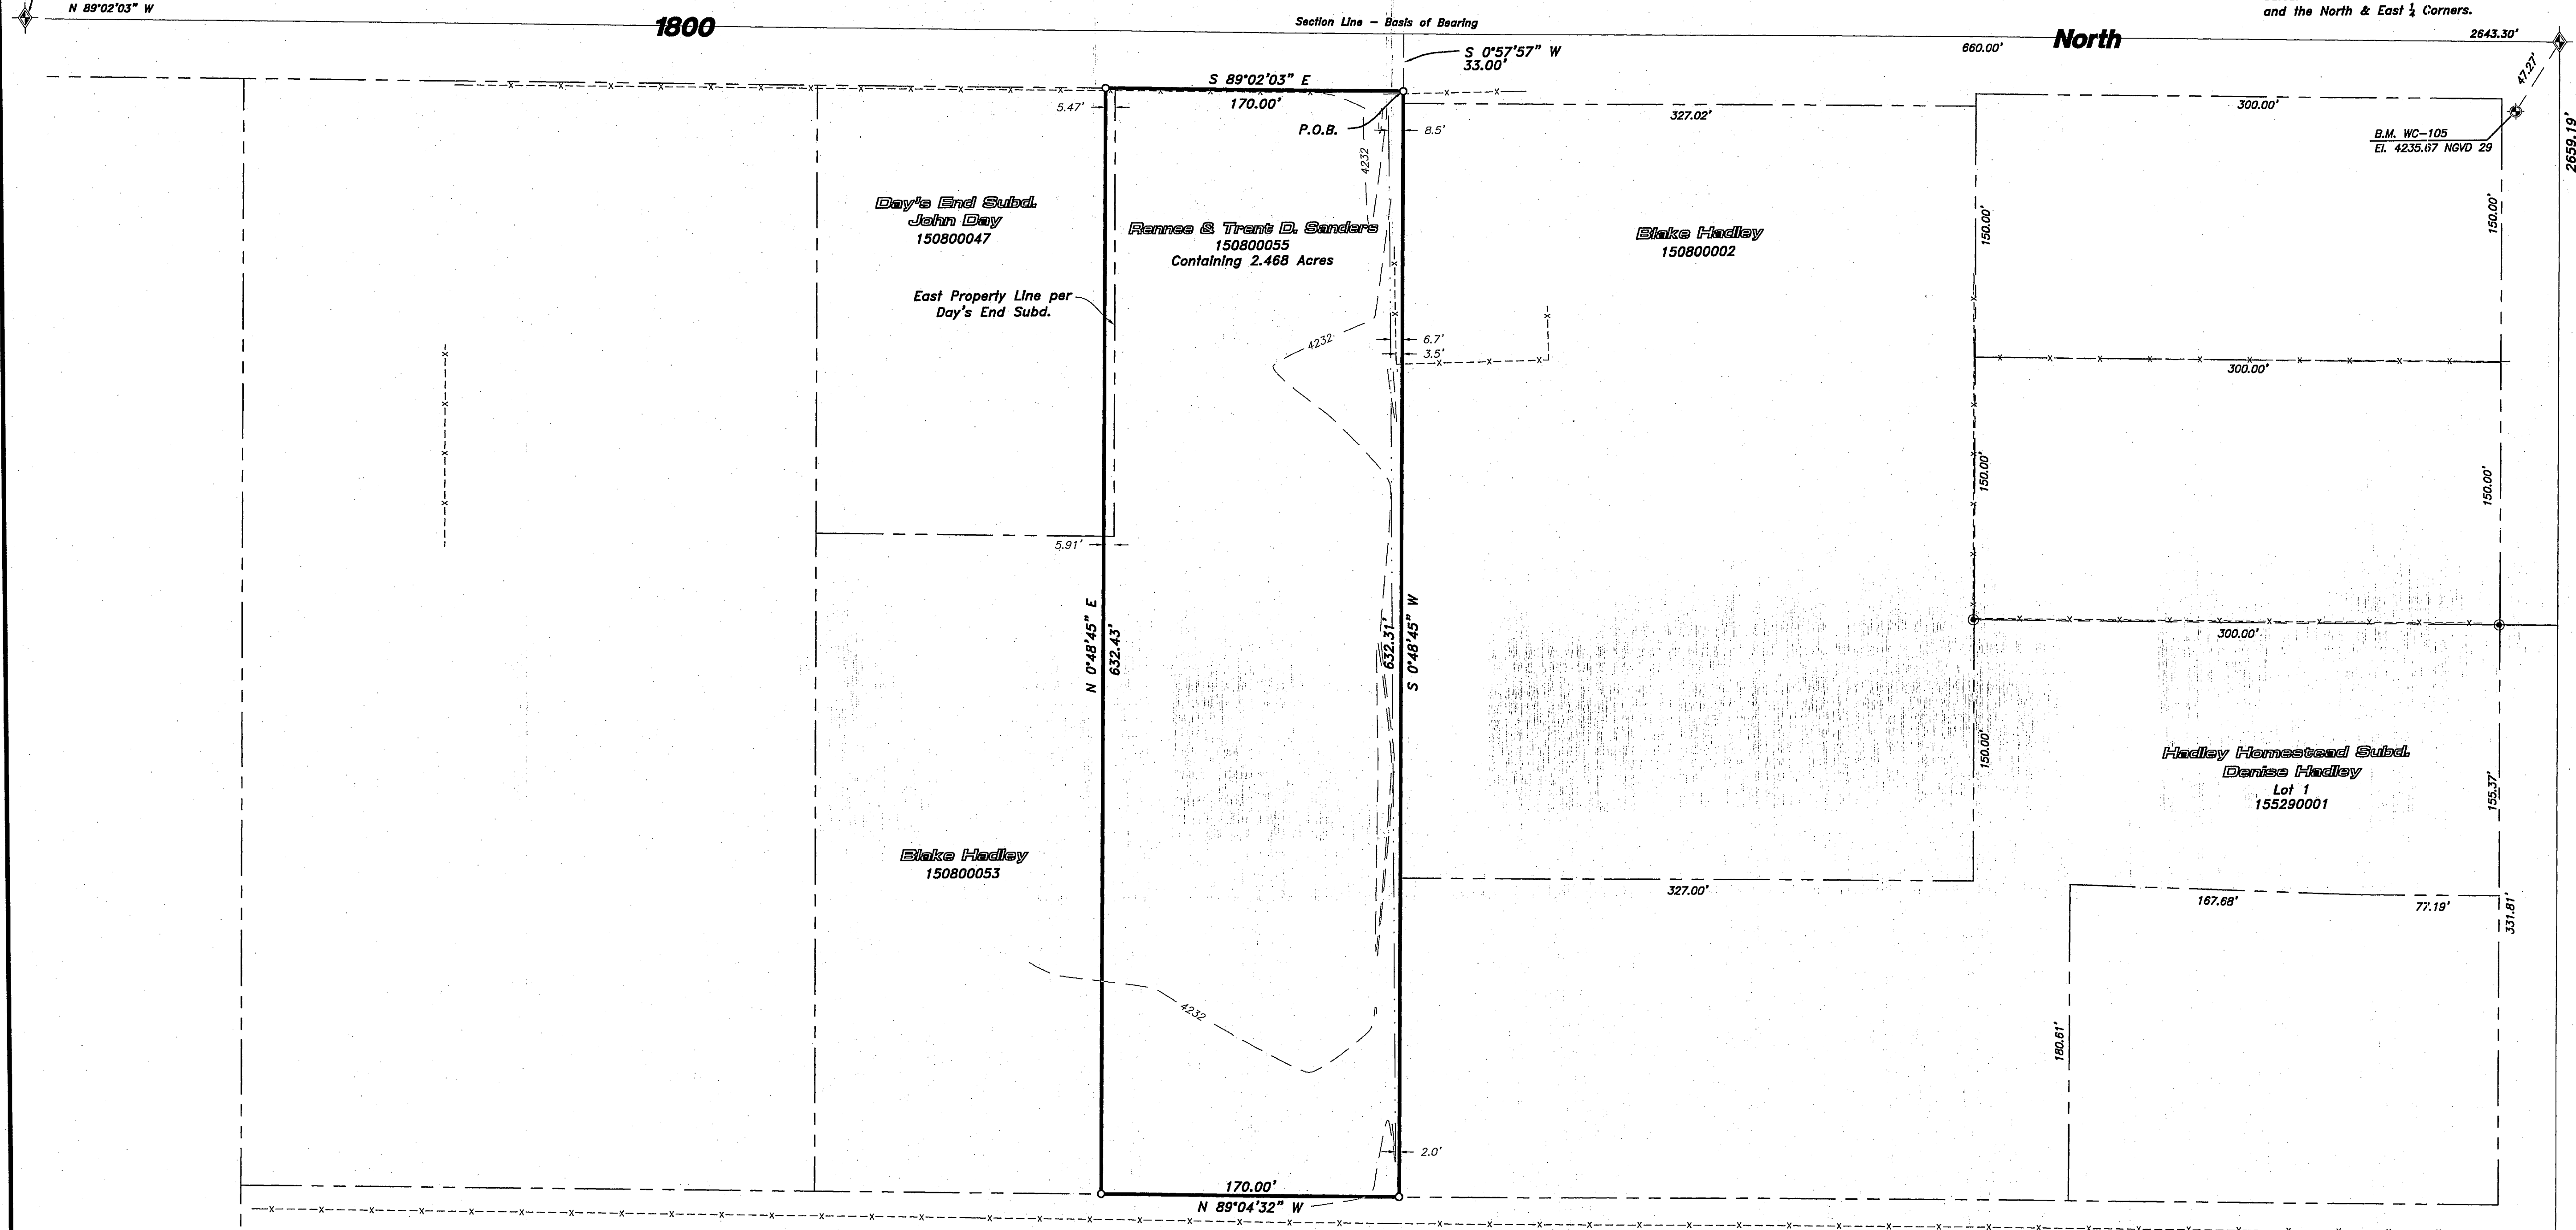 N 89°02'03" W
1800
Section Line - Basis of Bearing
and the North & East 1/4 Corners.
S 0°57'57" W
33.00'
660.00'
North
2643.30'
47.27'
2659.19'
S 89°02'03" E
170.00'
5.47'
P.O.B.
8.5'
327.02'
300.00'
B.M. WC-105
El. 4235.67 NGVD 29
4232
Day's End Subd.
John Day
150800047
Rennee & Trent D. Sanders
150800055
Containing 2.468 Acres
Blake Hadley
150800002
150.00'
150.00'
East Property Line per
Day's End Subd.
4232
6.7'
3.5'
300.00'
150.00'
150.00'
5.91'
N 0°48'45" E
632.43'
632.31'
S 0°48'45" W
300.00'
150.00'
Hadley Homestead Subd.
Denise Hadley
Lot 1
155290001
155.37'
Blake Hadley
150800053
327.00'
167.68'
77.19'
331.81'
4232
180.61'
2.0'
170.00'
N 89°04'32" W